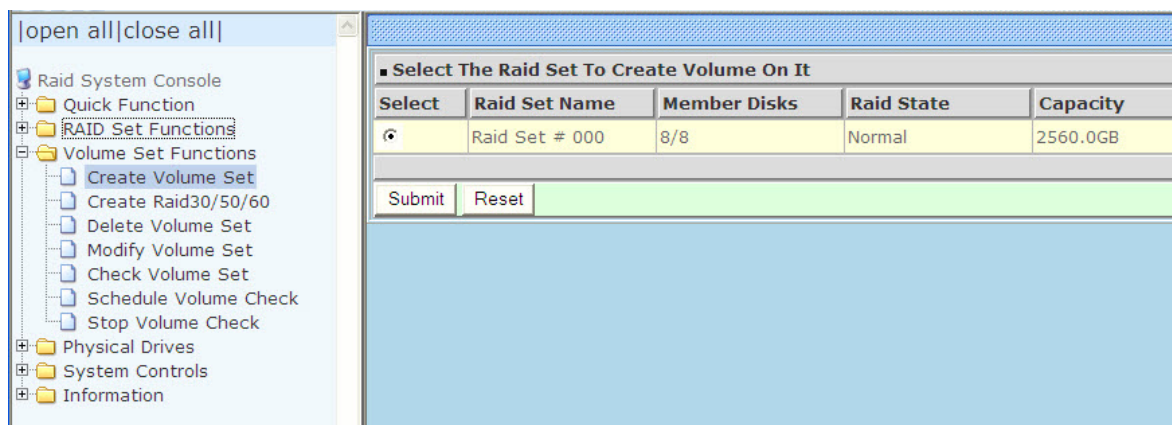 |open all|close all|
Raid System Console
Quick Function
RAID Set Functions
Volume Set Functions
Create Volume Set
Create Raid30/50/60
Delete Volume Set
Modify Volume Set
Check Volume Set
Schedule Volume Check
Stop Volume Check
Physical Drives
System Controls
Information
Select The Raid Set To Create Volume On It
Select Raid Set Name Member Disks Raid State Capacity
Raid Set # 000 8/8 Normal 2560.0GB
Submit Reset